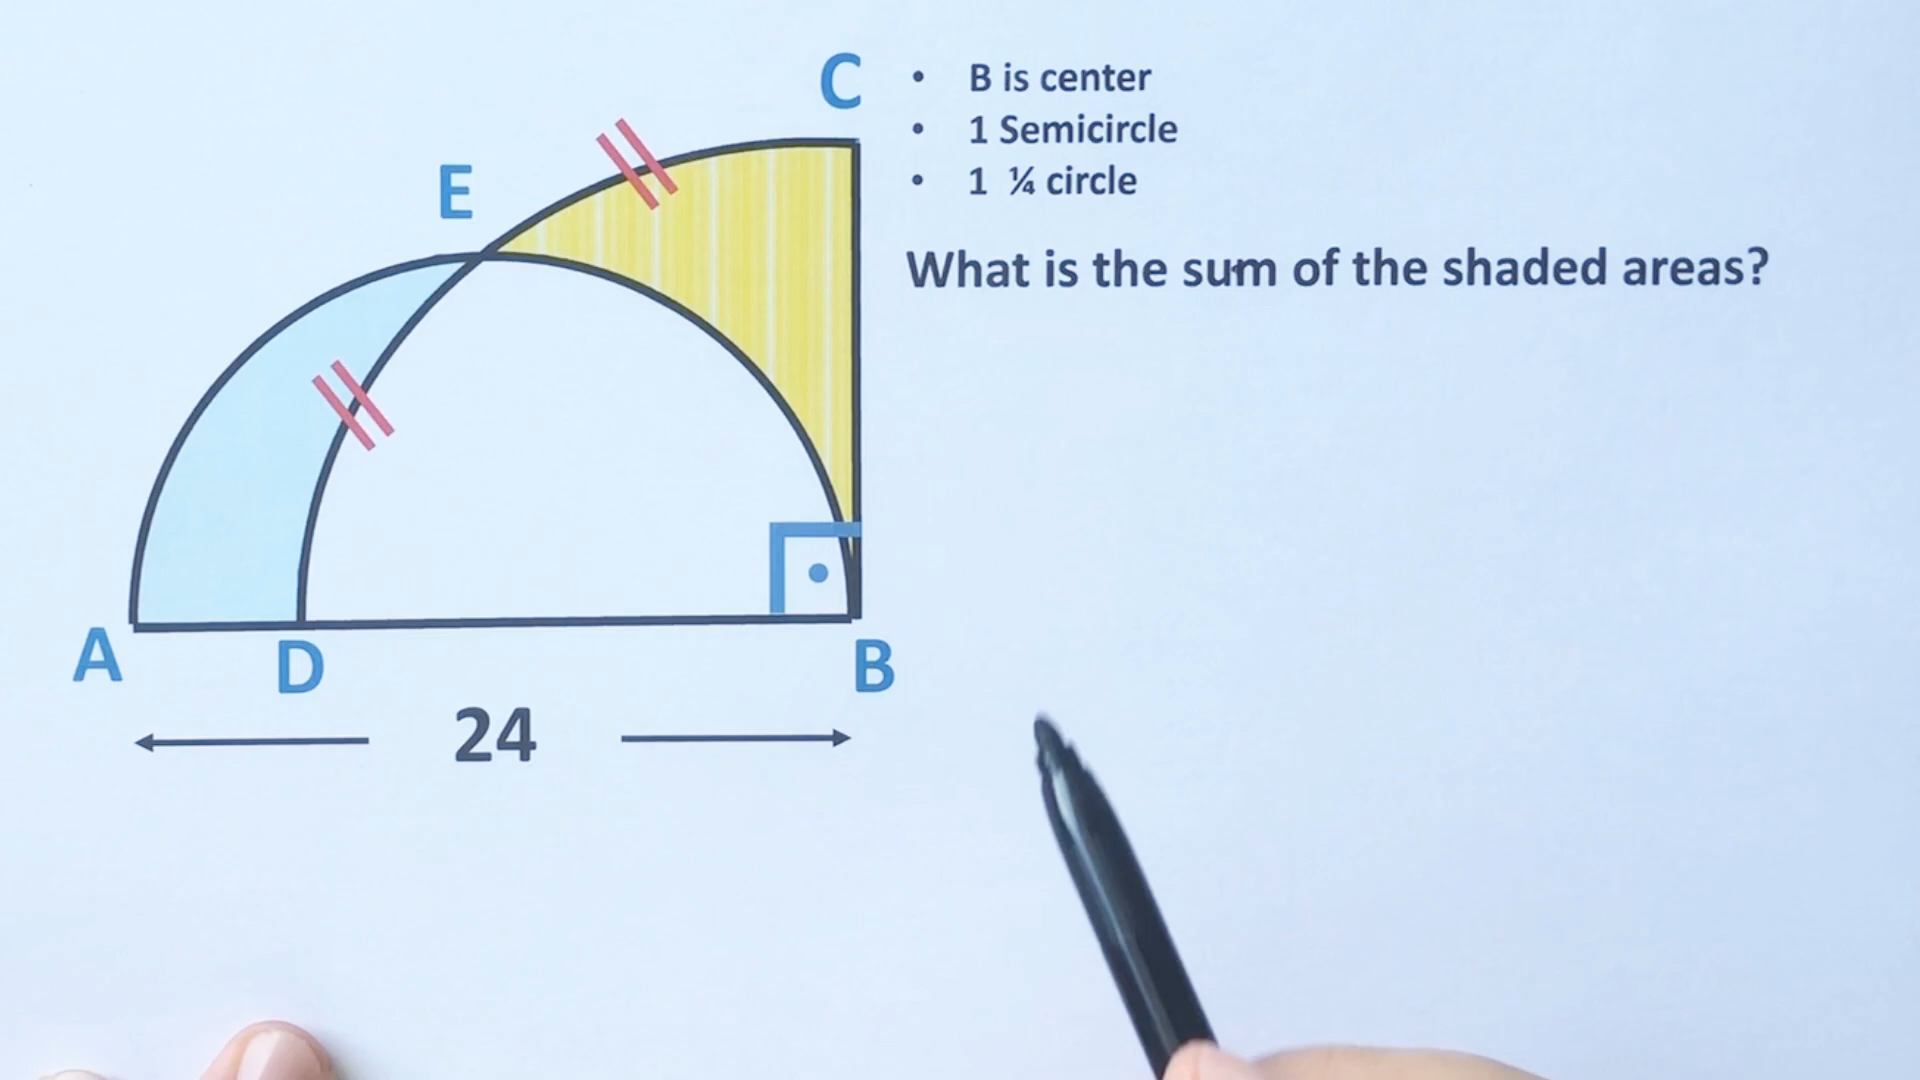 C
• B is center
• 1 Semicircle
• 1 ¼ circle
E
What is the sum of the shaded areas?
A
D
B
24